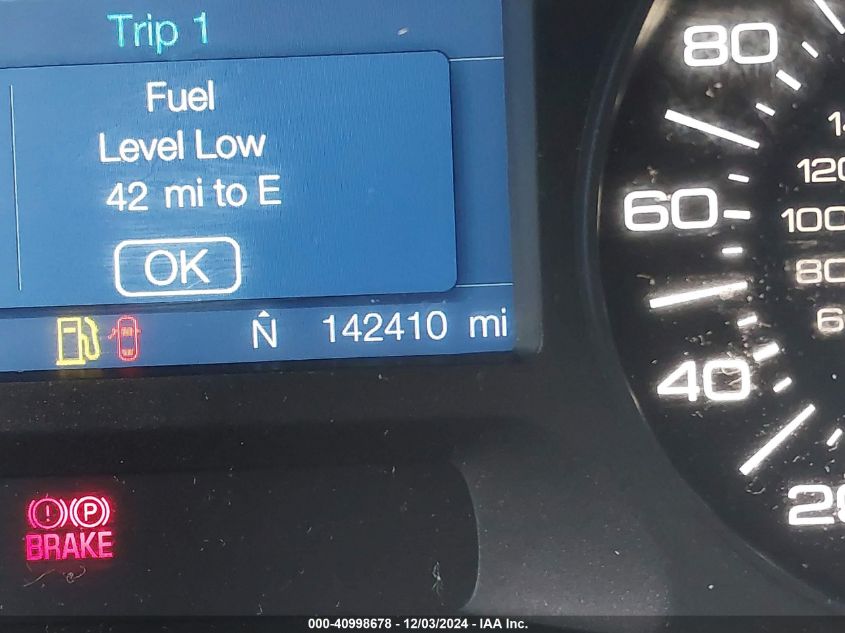 Trip 1
Fuel
Level Low
42 mi to E
OK
N 142410 mi
80
60
40
120
100
80
(!) (P)
BRAKE
000-40998678 - 12/03/2024 - IAA Inc.